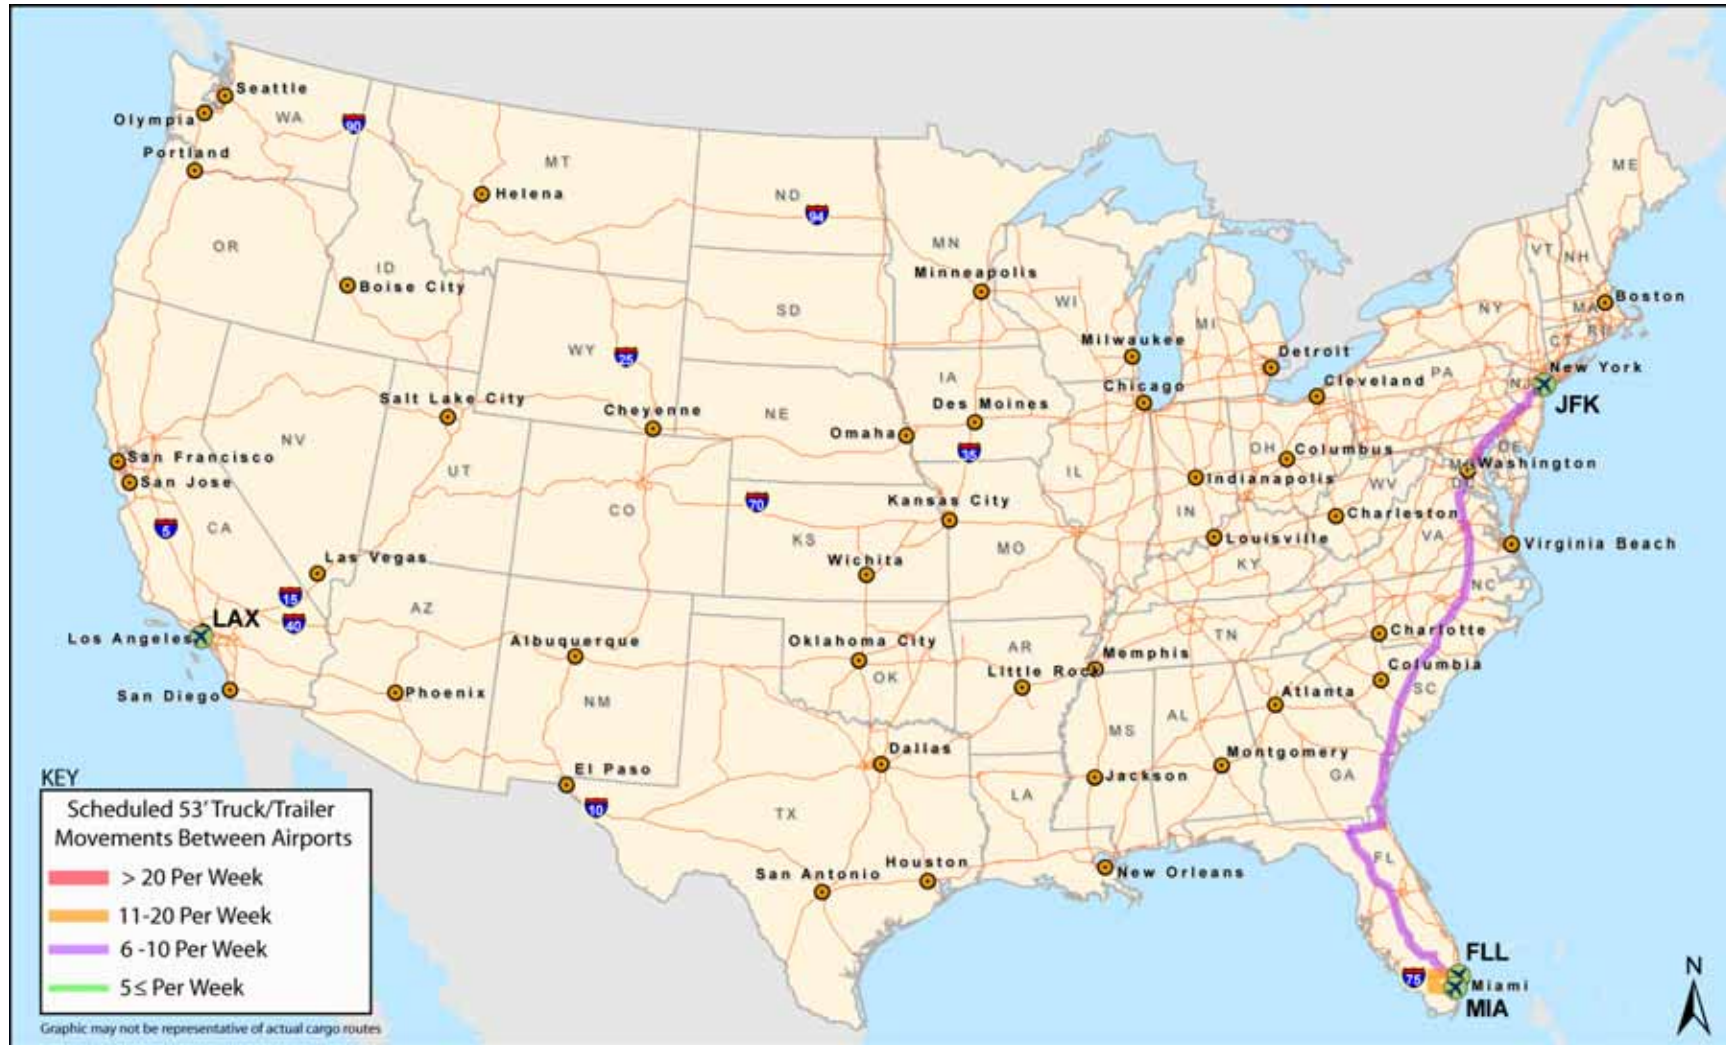 Seattle
Olympia
WA
90
Portland
MT
Helena
ND
94
MN
ME
OR
ID
Boise City
Minneapolis
VT
NH
WI
SD
MI
NY
MA
Boston
RI
CT
WY
25
Milwaukee
Detroit
New York
PA
NJ
JFK
IA
Chicago
Cleveland
Salt Lake City
Cheyenne
NE
Des Moines
Omaha
35
NV
San Francisco
San Jose
UT
IL
OH
Columbus
DE
Washington
Indianapolis
WV
CO
70
Kansas City
IN
Charleston
5
CA
KS
MO
Louisville
VA
Virginia Beach
Las Vegas
Wichita
KY
NC
15
AZ
40
LAX
Los Angeles
Albuquerque
Oklahoma City
AR
TN
Charlotte
Memphis
Little Rock
OK
Columbia
SC
San Diego
Phoenix
NM
Atlanta
MS
AL
Dallas
Montgomery
El Paso
Jackson
GA
LA
10
TX
Houston
San Antonio
New Orleans
FL
FLL
75
Miami
MIA
N
KEY
Scheduled 53' Truck/Trailer
Movements Between Airports
> 20 Per Week
11-20 Per Week
6 -10 Per Week
5≤ Per Week
Graphic may not be representative of actual cargo routes